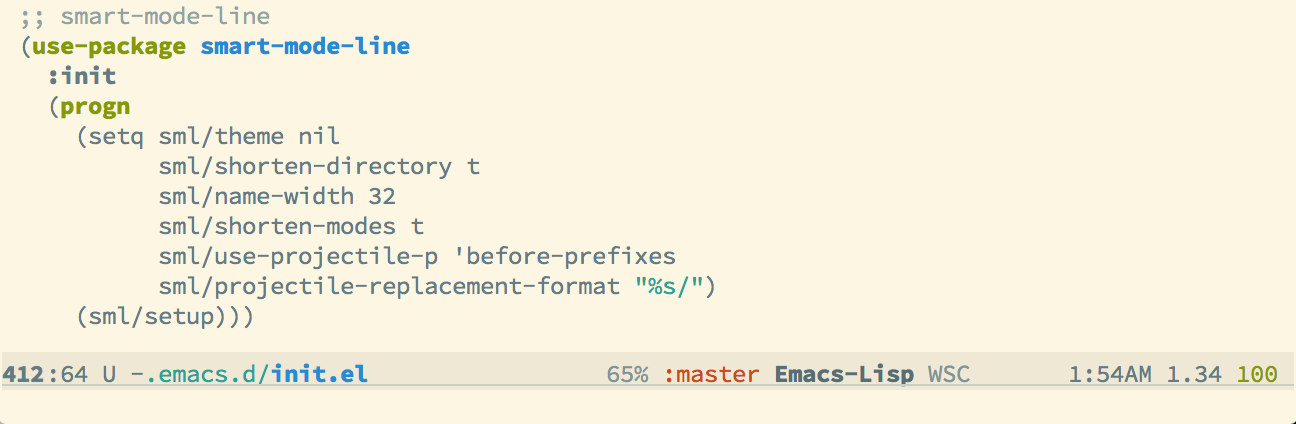 ;; smart-mode-line
(use-package smart-mode-line
  :init
  (progn
    (setq sml/theme nil
          sml/shorten-directory t
          sml/name-width 32
          sml/shorten-modes t
          sml/use-projectile-p 'before-prefixes
          sml/projectile-replacement-format "%s/")
    (sml/setup)))
412:64 U -.emacs.d/init.el 65% :master Emacs-Lisp WSC 1:54AM 1.34 100